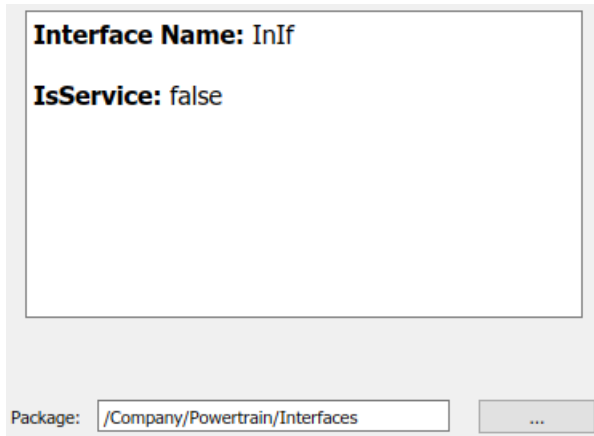 Interface Name: InIf
IsService: false
Package: /Company/Powertrain/Interfaces ...